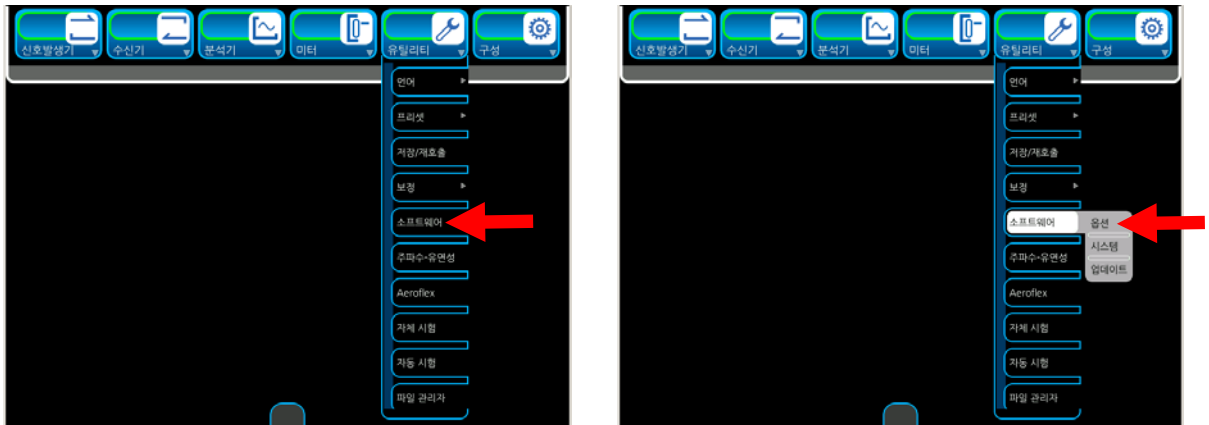 신호발생기 수신기 분석기 미터 유틸리티 구성
언어
프리셋
저장/재호출
보정
소프트웨어
주파수-유연성
Aeroflex
자체 시험
자동 시험
파일 관리자
신호발생기 수신기 분석기 미터 유틸리티 구성
언어
프리셋
저장/재호출
보정
소프트웨어 옵션
시스템
주파수-유연성
업데이트
Aeroflex
자체 시험
자동 시험
파일 관리자